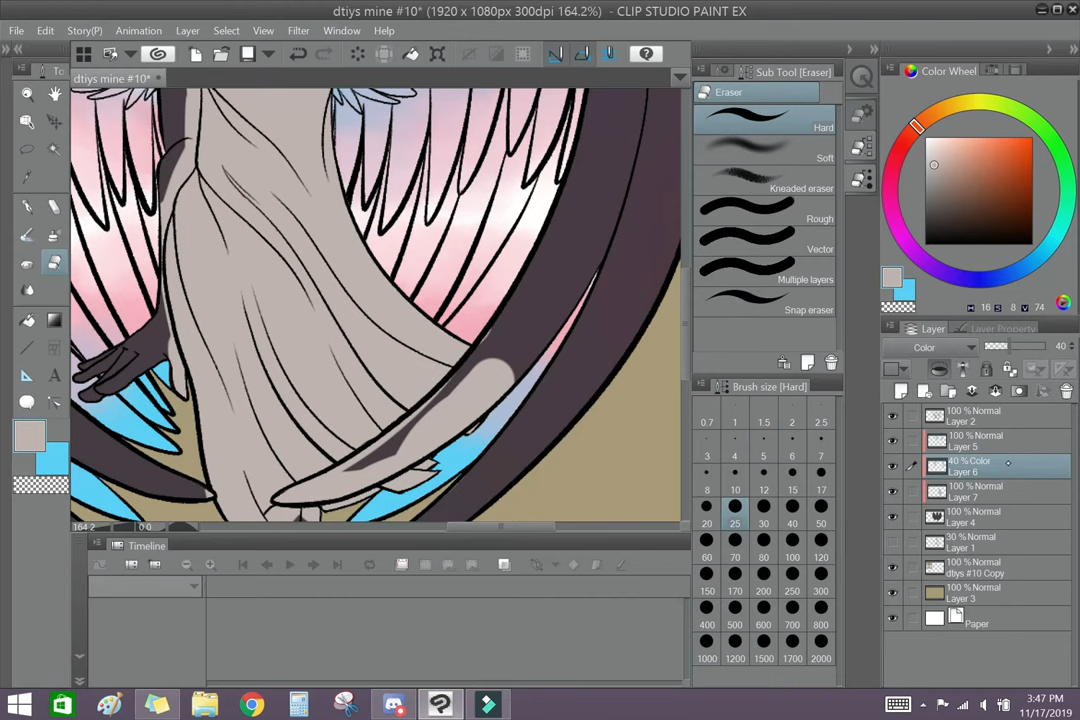 dtiys mine #10* (1920 x 1080px 300dpi 164.2%) - CLIP STUDIO PAINT EX
File Edit Story(P) Animation Layer Select View Filter Window Help
dtiys mine #10*
Sub Tool [Eraser]
Eraser
Hard
Soft
Kneaded eraser
Rough
Vector
Multiple layers
Snap eraser
Brush size [Hard]
0.7 1 1.5 2 2.5
3 4 5 6 7
8 10 12 15 17
20 25 30 40 50
60 70 80 100 120
150 170 200 250 300
400 500 600 700 800
1000 1200 1500 1700 2000
Color Wheel
H 16 S 8 V 74
Layer Layer Property
Color 40
100 % Normal
Layer 2
100 % Normal
Layer 5
40 % Color
Layer 6
100 % Normal
Layer 7
100 % Normal
Layer 4
30 % Normal
Layer 1
100 % Normal
dtiys #10 Copy
100 % Normal
Layer 3
Paper
164.2 0.0
Timeline
3:47 PM
11/17/2019